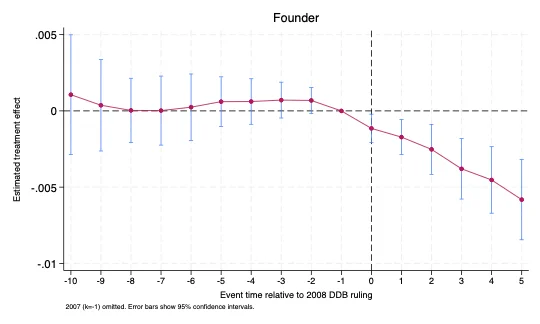 Founder
.005
0
-.005
-.01
Estimated treatment effect
-10 -9 -8 -7 -6 -5 -4 -3 -2 -1 0 1 2 3 4 5
Event time relative to 2008 DDB ruling
2007 (k=-1) omitted. Error bars show 95% confidence intervals.